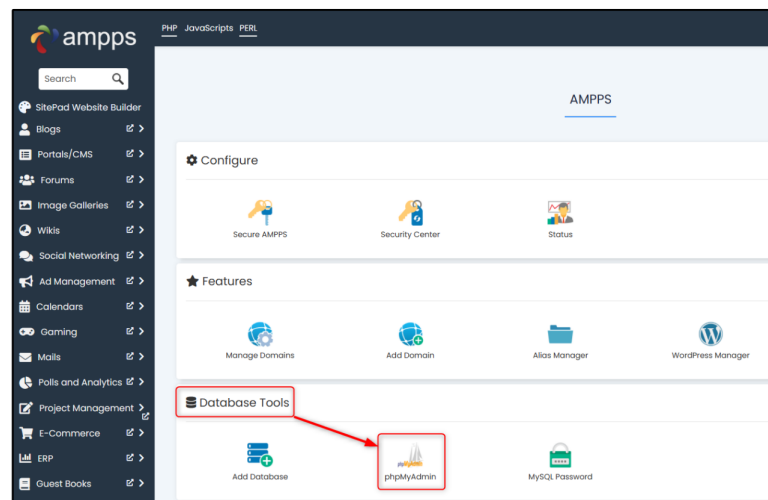 ampps
PHP JavaScripts PERL
Search
SitePad Website Builder
Blogs
Portals/CMS
Forums
Image Galleries
Wikis
Social Networking
Ad Management
Calendars
Gaming
Mails
Polls and Analytics
Project Management
E-Commerce
ERP
Guest Books
AMPPS
Configure
Secure AMPPS
Security Center
Status
Features
Manage Domains
Add Domain
Alias Manager
WordPress Manager
Database Tools
Add Database
phpMyAdmin
MySQL Password